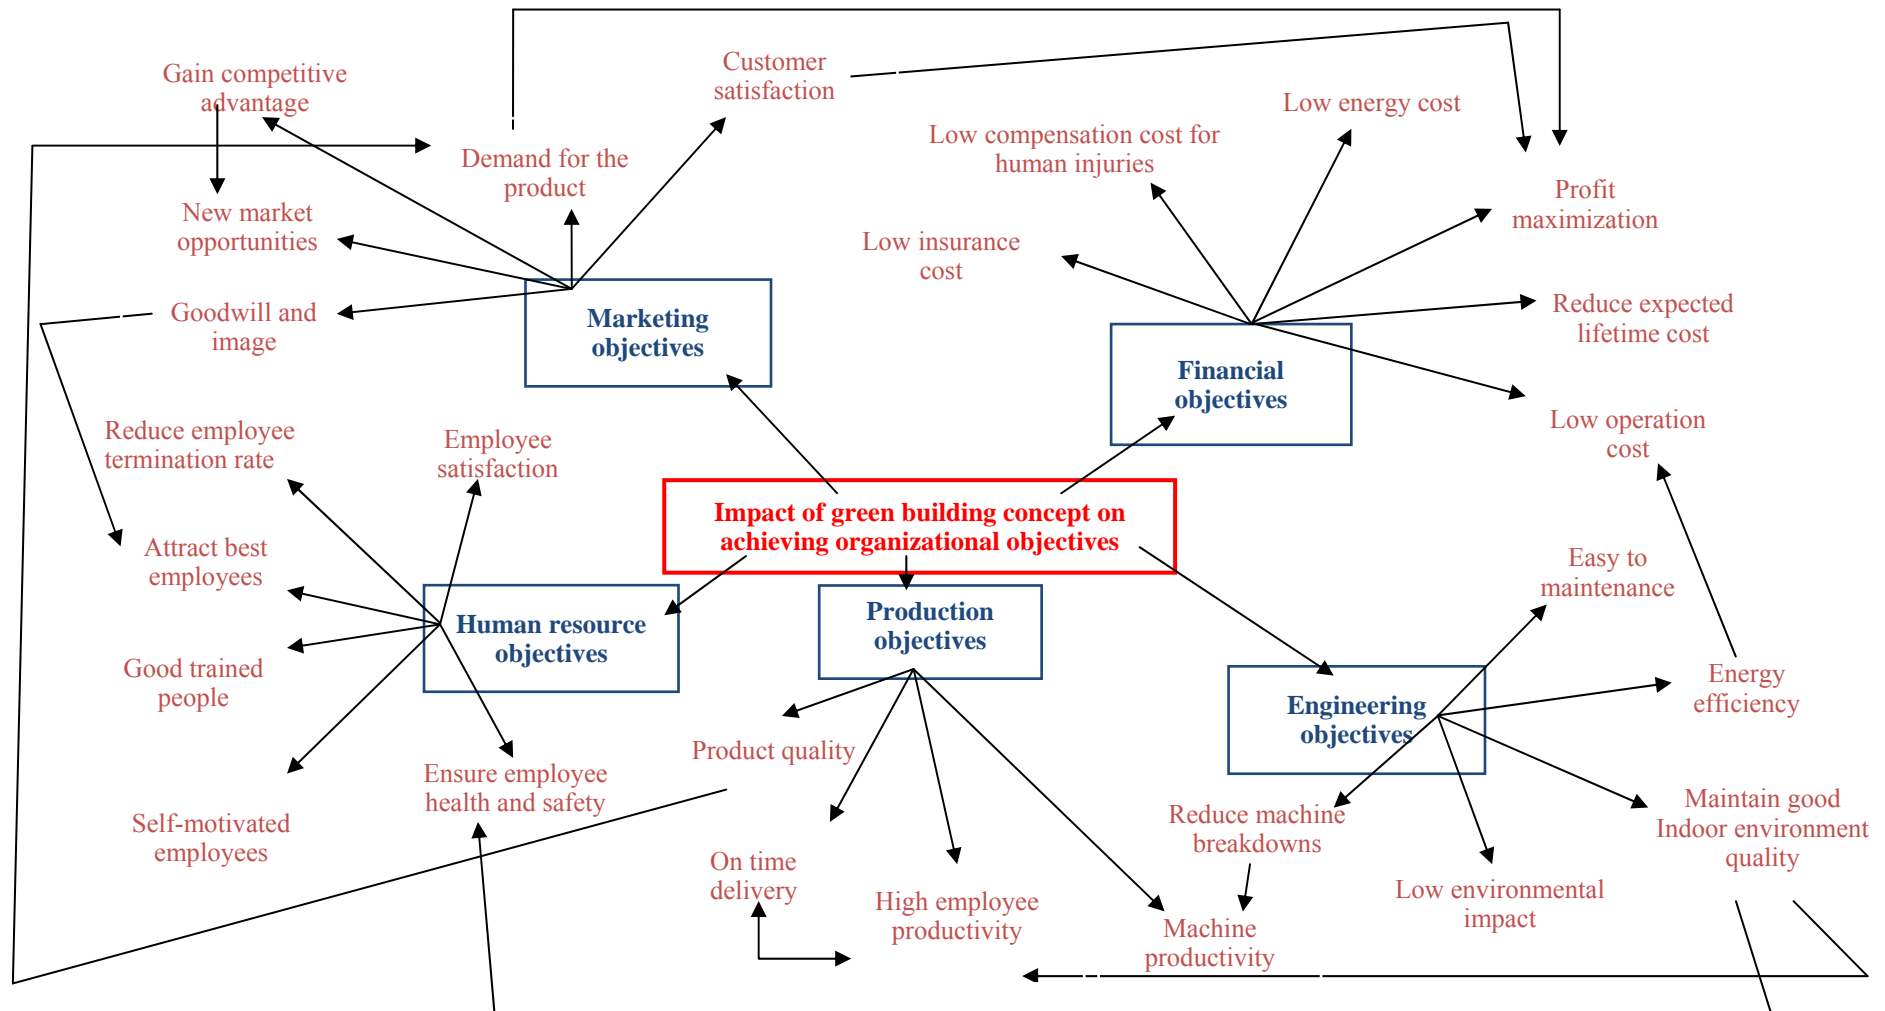 Gain competitive
advantage
Customer
satisfaction
Demand for the
product
New market
opportunities
Goodwill and
image
Marketing
objectives
Low energy cost
Low compensation cost for
human injuries
Low insurance
cost
Profit
maximization
Reduce expected
lifetime cost
Low operation
cost
Financial
objectives
Reduce employee
termination rate
Employee
satisfaction
Attract best
employees
Good trained
people
Self-motivated
employees
Ensure employee
health and safety
Human resource
objectives
Impact of green building concept on
achieving organizational objectives
Production
objectives
Product quality
On time
delivery
High employee
productivity
Machine
productivity
Engineering
objectives
Easy to
maintenance
Energy
efficiency
Maintain good
Indoor environment
quality
Reduce machine
breakdowns
Low environmental
impact